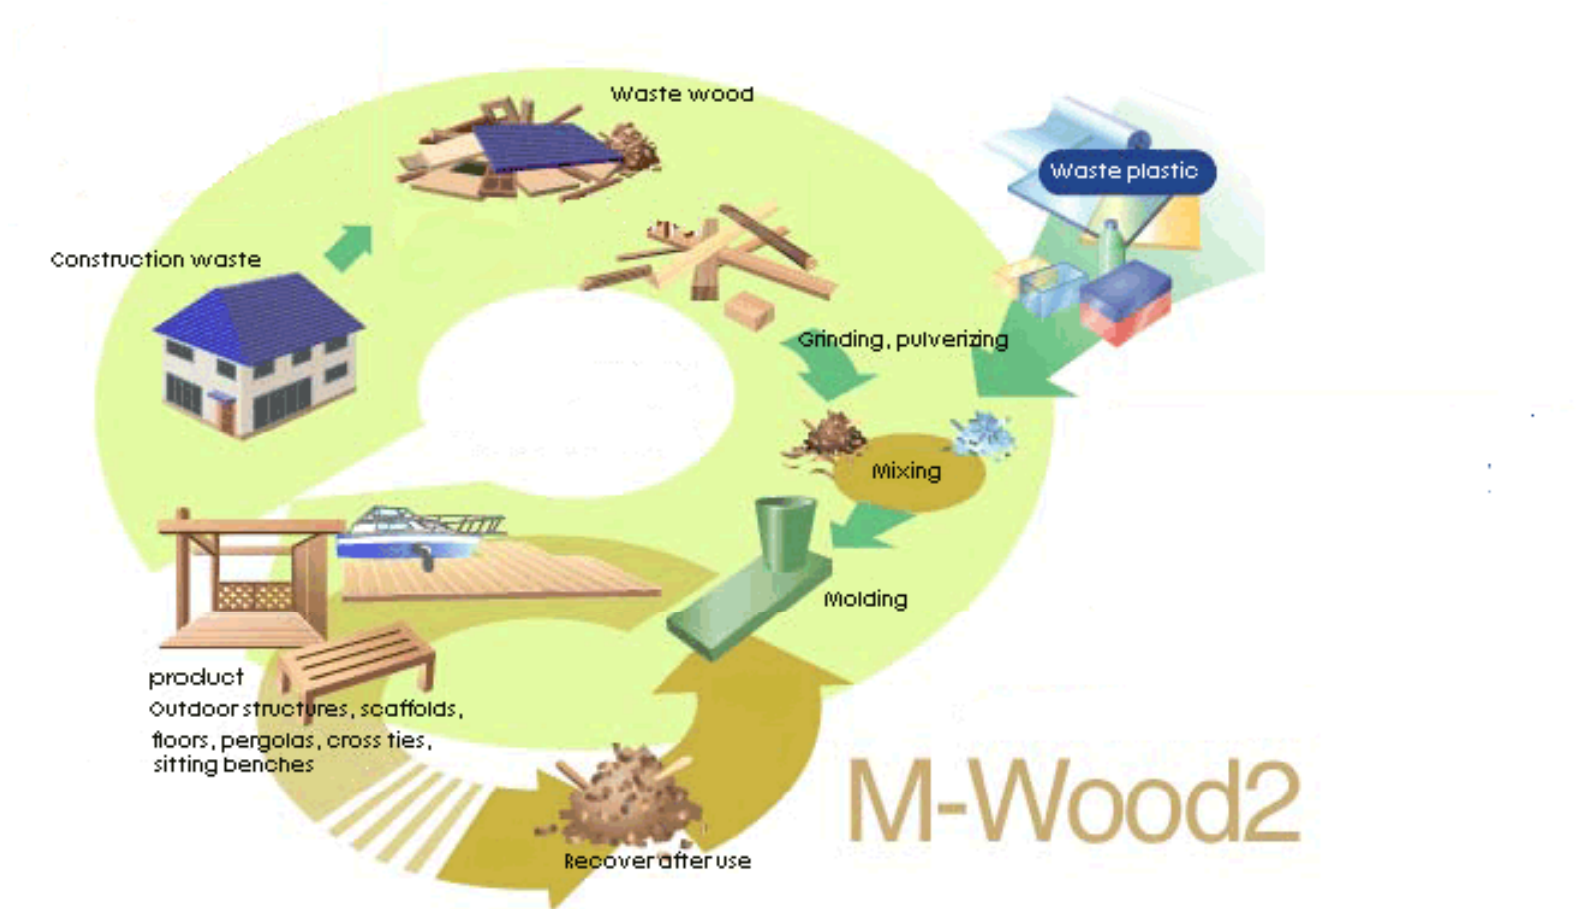 Waste wood
Waste plastic
Construction waste
Grinding, pulverizing
Mixing
Molding
product
Outdoor structures, scaffolds,
floors, pergolas, cross ties,
sitting benches
M-Wood2
Recover after use